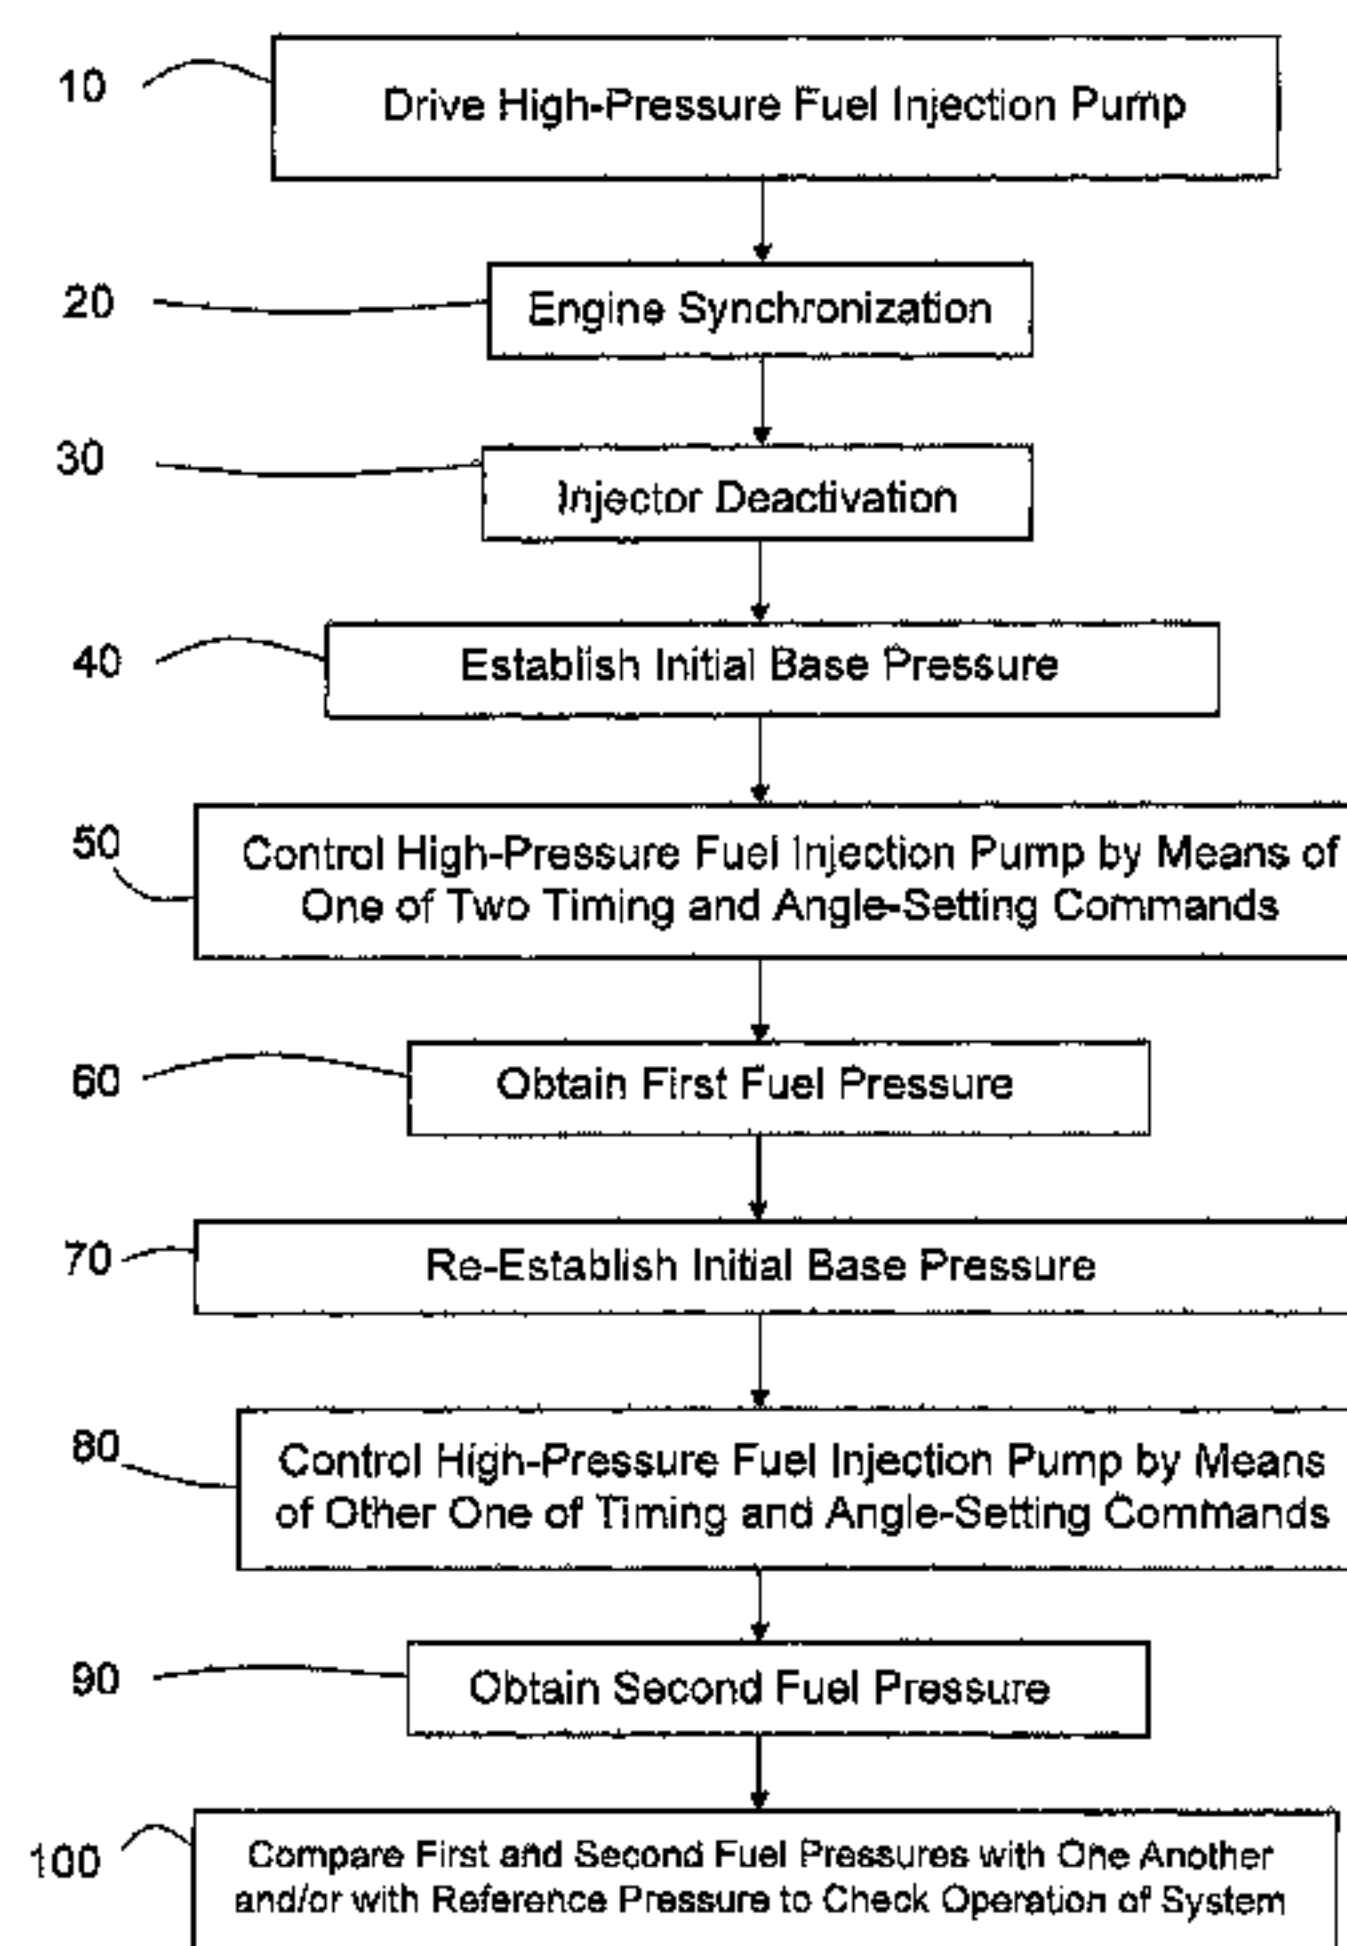 10
Drive High-Pressure Fuel Injection Pump
20
Engine Synchronization
30
Injector Deactivation
40
Establish Initial Base Pressure
50
Control High-Pressure Fuel Injection Pump by Means of
One of Two Timing and Angle-Setting Commands
60
Obtain First Fuel Pressure
70
Re-Establish Initial Base Pressure
80
Control High-Pressure Fuel Injection Pump by Means
of Other One of Timing and Angle-Setting Commands
90
Obtain Second Fuel Pressure
100
Compare First and Second Fuel Pressures with One Another
and/or with Reference Pressure to Check Operation of System